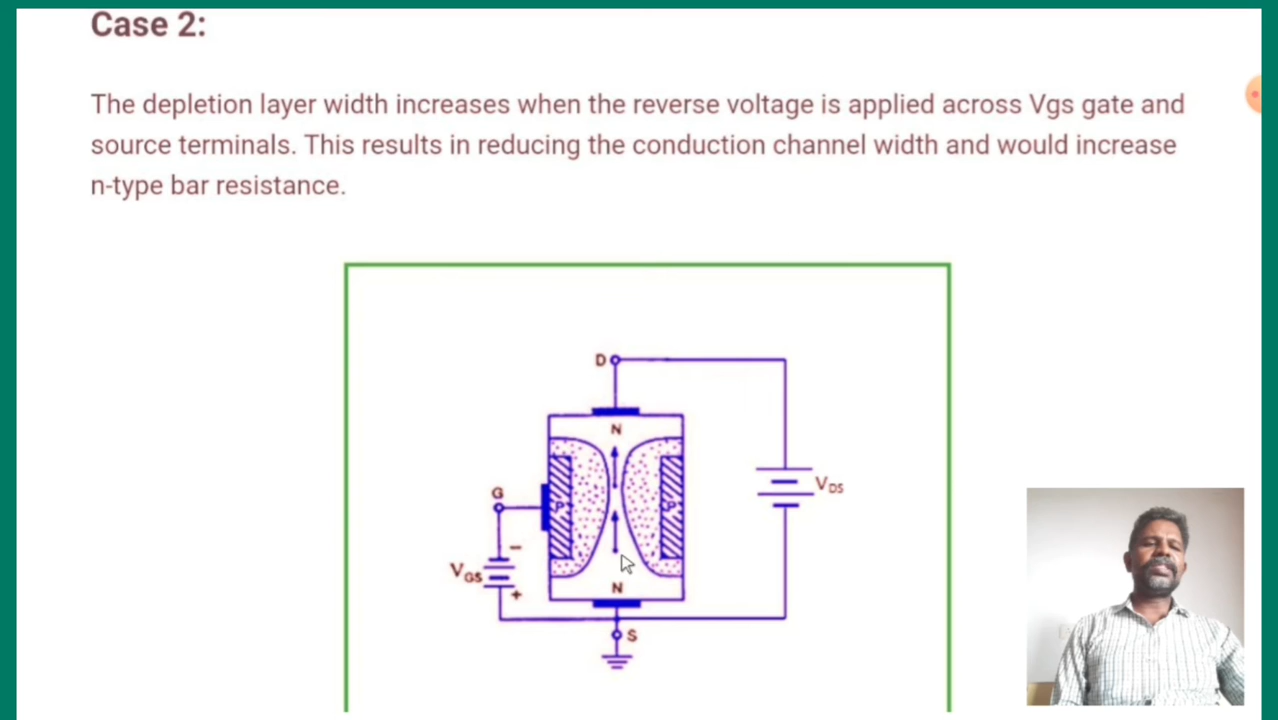 Case 2:
The depletion layer width increases when the reverse voltage is applied across Vgs gate and
source terminals. This results in reducing the conduction channel width and would increase
n-type bar resistance.
D
N
G
P
P
VDS
−
VGS
+
N
S